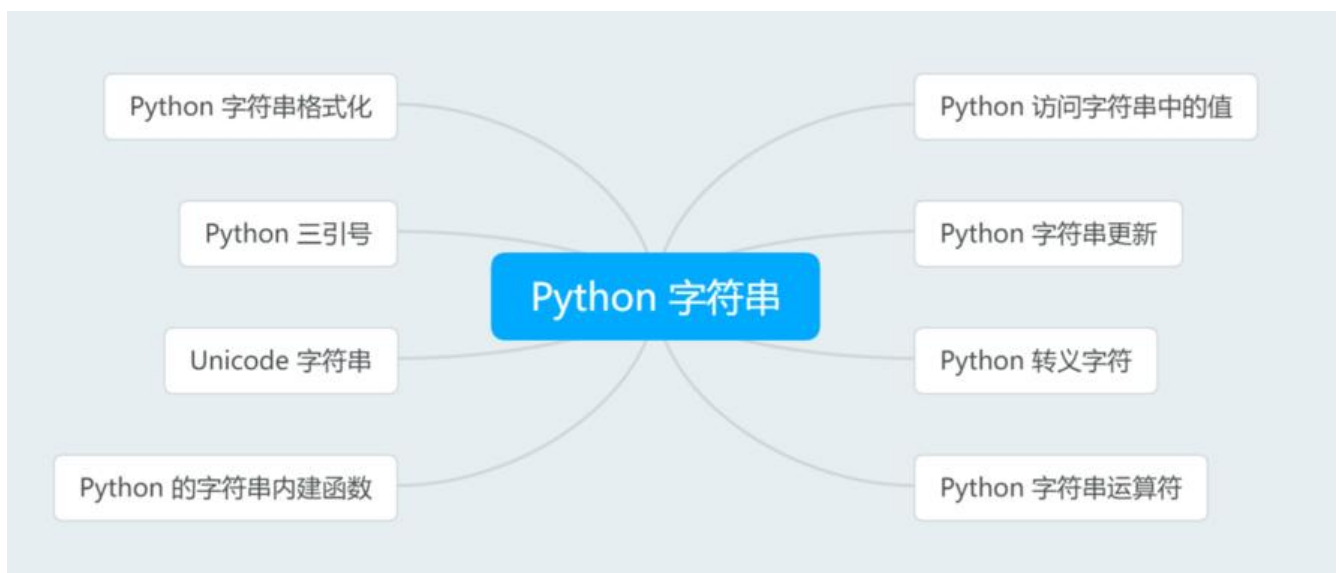 Python 字符串格式化
Python 访问字符串中的值
Python 三引号
Python 字符串更新
Python 字符串
Unicode 字符串
Python 转义字符
Python 的字符串内建函数
Python 字符串运算符